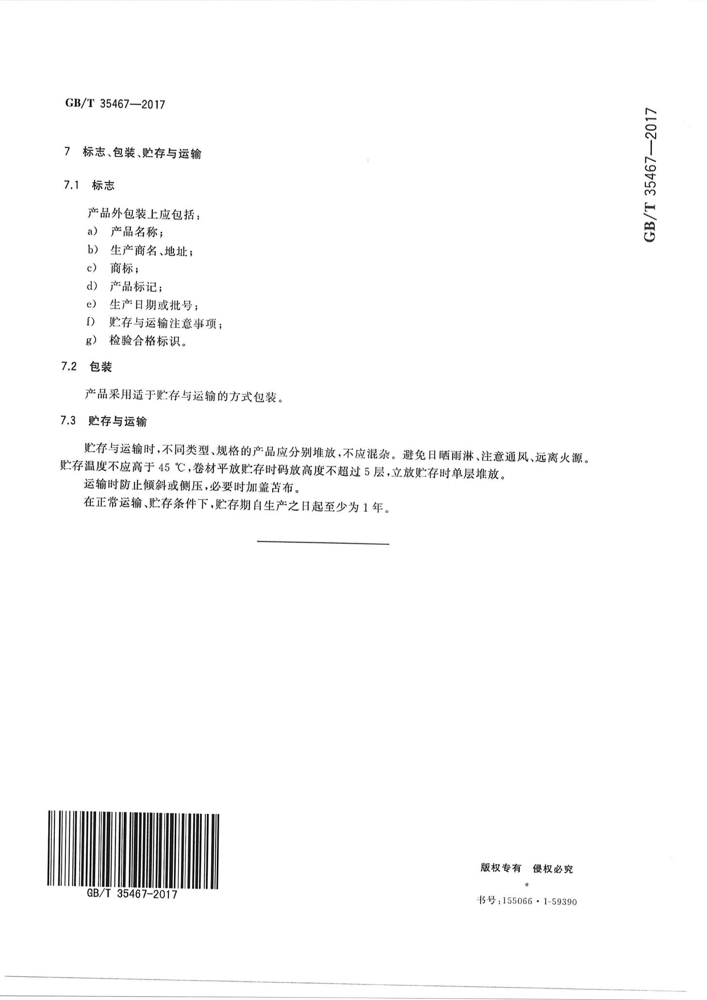 GB/T 35467—2017
7 标志、包装、贮存与运输
7.1 标志
产品外包装上应包括：
a) 产品名称；
b) 生产商名、地址；
c) 商标；
d) 产品标记；
e) 生产日期或批号；
f) 贮存与运输注意事项；
g) 检验合格标识。
7.2 包装
产品采用适于贮存与运输的方式包装。
7.3 贮存与运输
贮存与运输时，不同类型、规格的产品应分别堆放，不应混杂。避免日晒雨淋、注意通风、远离火源。
贮存温度不应高于 45 ℃，卷材平放贮存时码放高度不超过 5 层，立放贮存时单层堆放。
运输时防止倾斜或侧压，必要时加盖苫布。
在正常运输、贮存条件下，贮存期自生产之日起至少为 1 年。
GB/T 35467—2017
GB/T 35467-2017
版权专有 侵权必究
*
书号：155066·1-59390